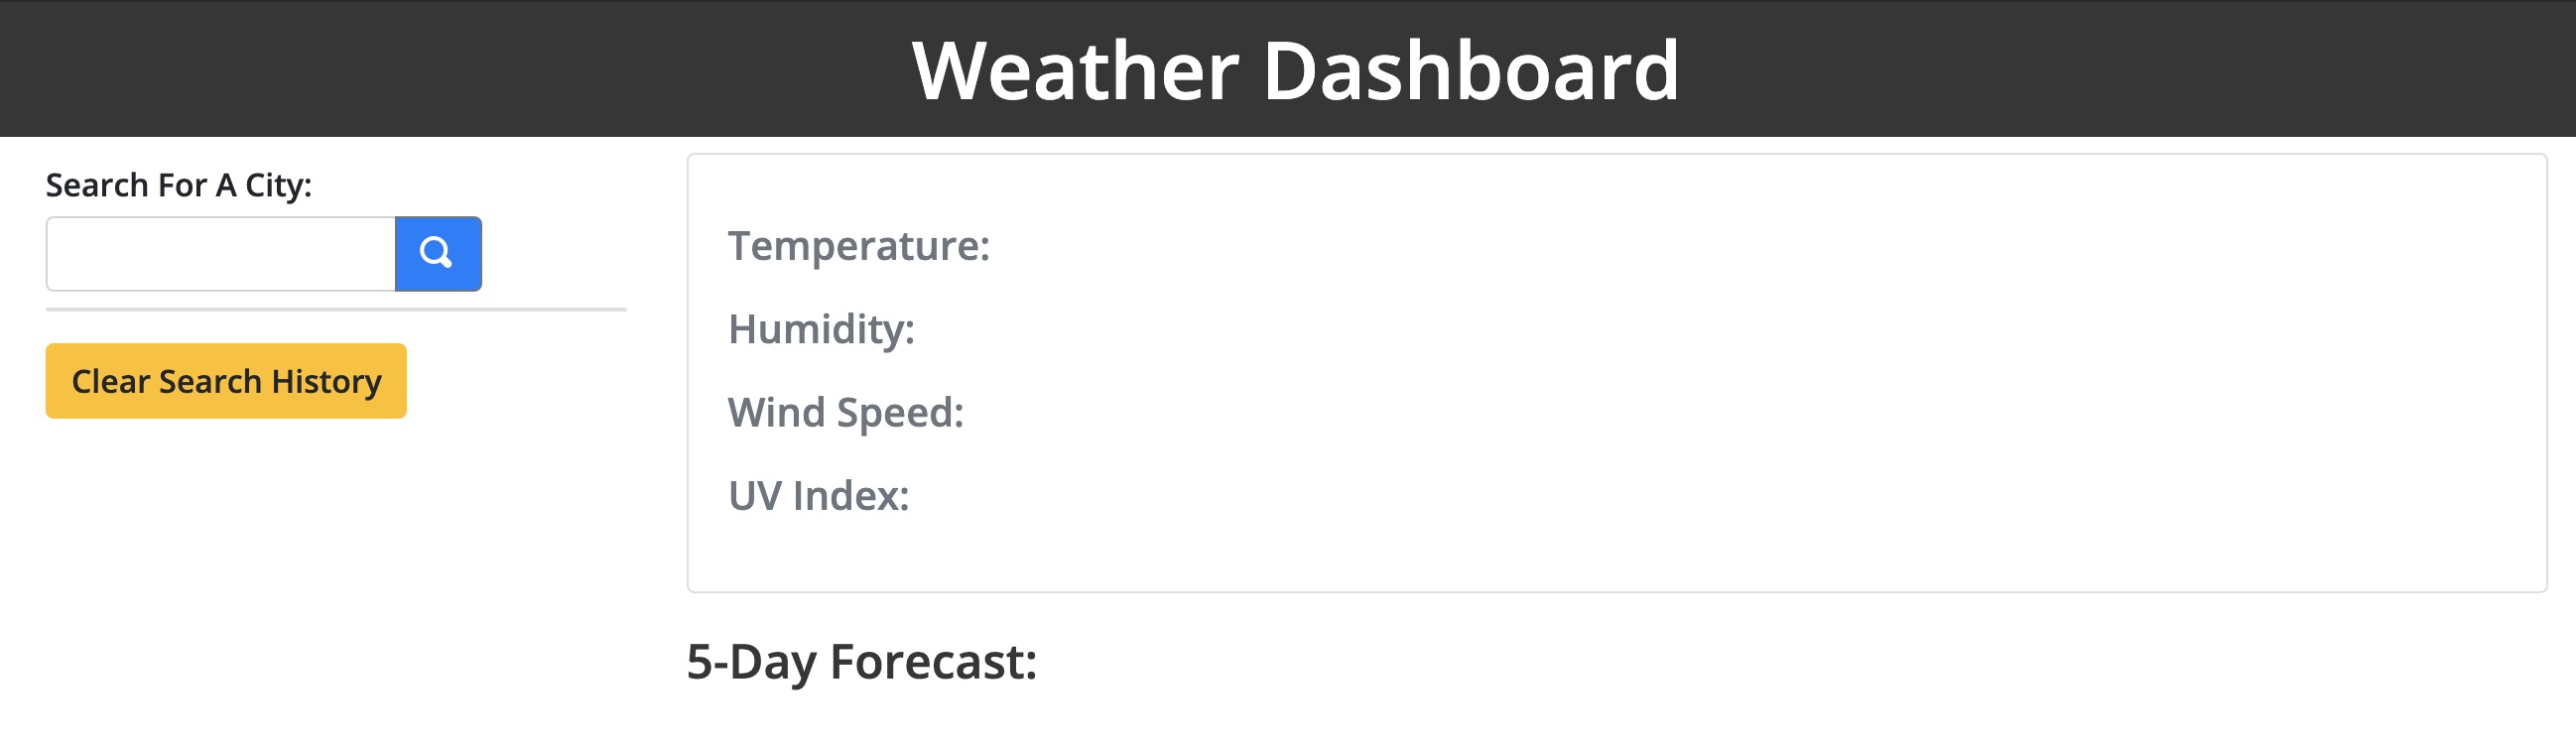 Weather Dashboard
Search For A City:
Clear Search History
Temperature:
Humidity:
Wind Speed:
UV Index:
5-Day Forecast: